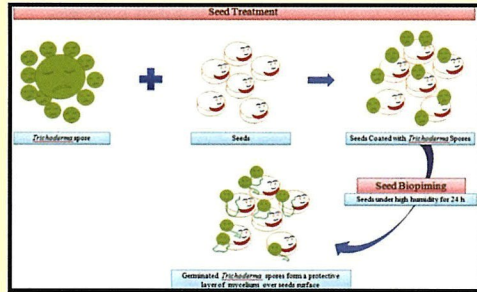 Seed Treatment
Trichoderma spore
Seeds
Seeds Coated with Trichoderma Spores
Seed Biopiming
Seeds under high humidity for 24 h
Germinated Trichoderma spores form a protective
layer of mycelium over seeds surface